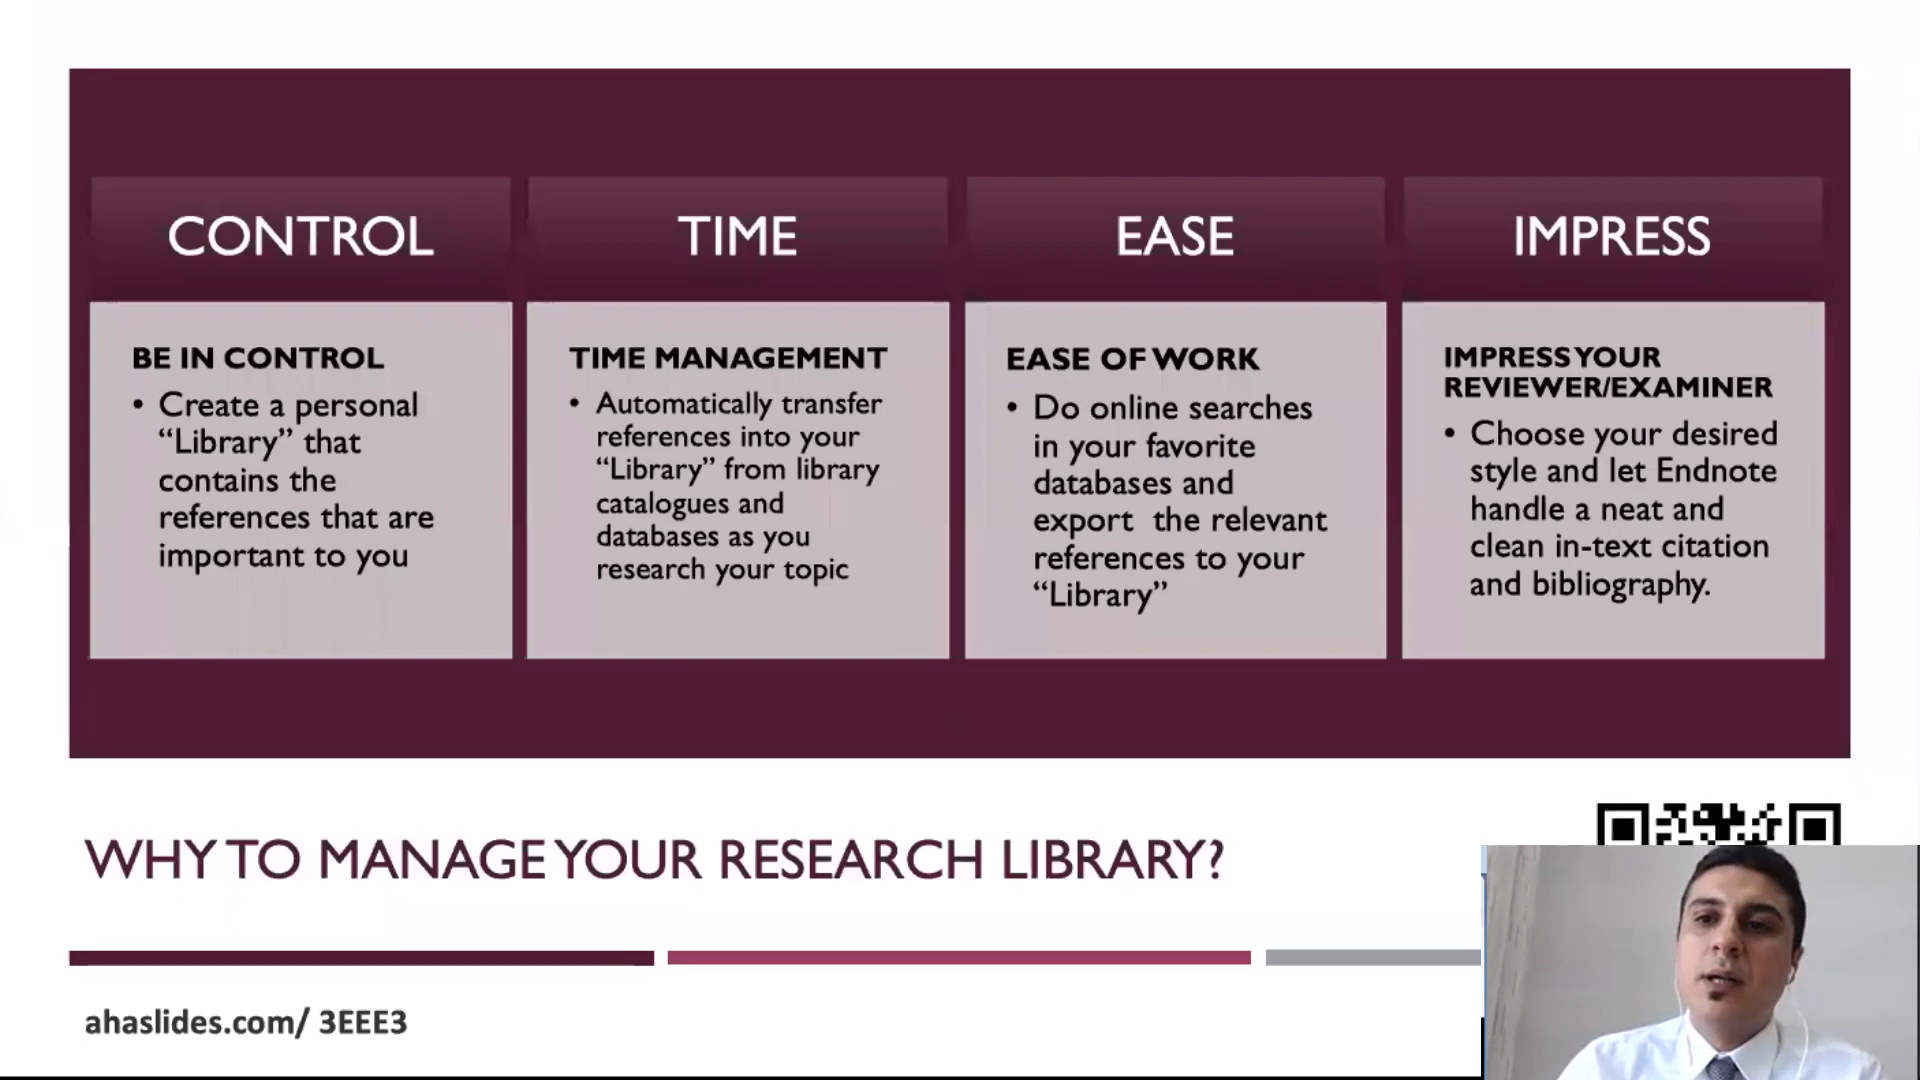 CONTROL
TIME
EASE
IMPRESS
BE IN CONTROL
• Create a personal
“Library” that
contains the
references that are
important to you
TIME MANAGEMENT
• Automatically transfer
references into your
“Library” from library
catalogues and
databases as you
research your topic
EASE OF WORK
• Do online searches
in your favorite
databases and
export the relevant
references to your
“Library”
IMPRESS YOUR
REVIEWER/EXAMINER
• Choose your desired
style and let Endnote
handle a neat and
clean in-text citation
and bibliography.
WHY TO MANAGE YOUR RESEARCH LIBRARY?
ahaslides.com/ 3EEE3